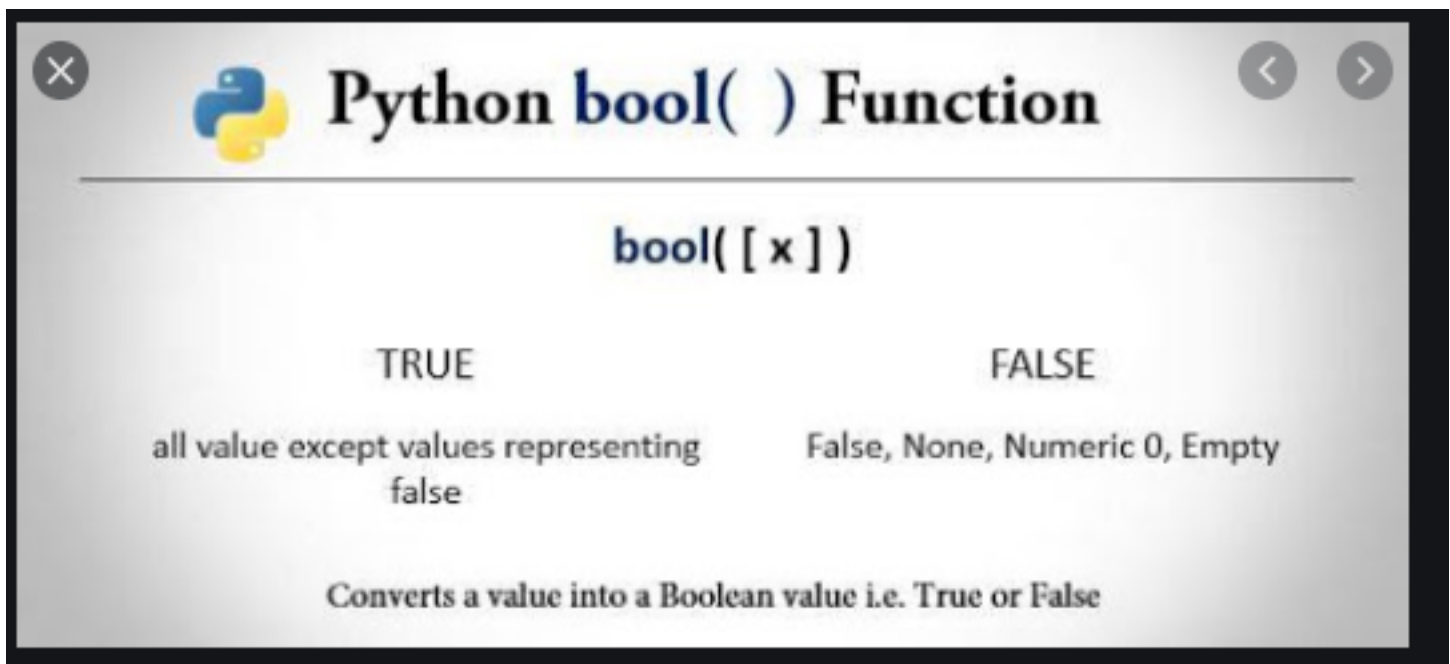 Python bool( ) Function
bool( [ x ] )
TRUE
FALSE
all value except values representing
false
False, None, Numeric 0, Empty
Converts a value into a Boolean value i.e. True or False